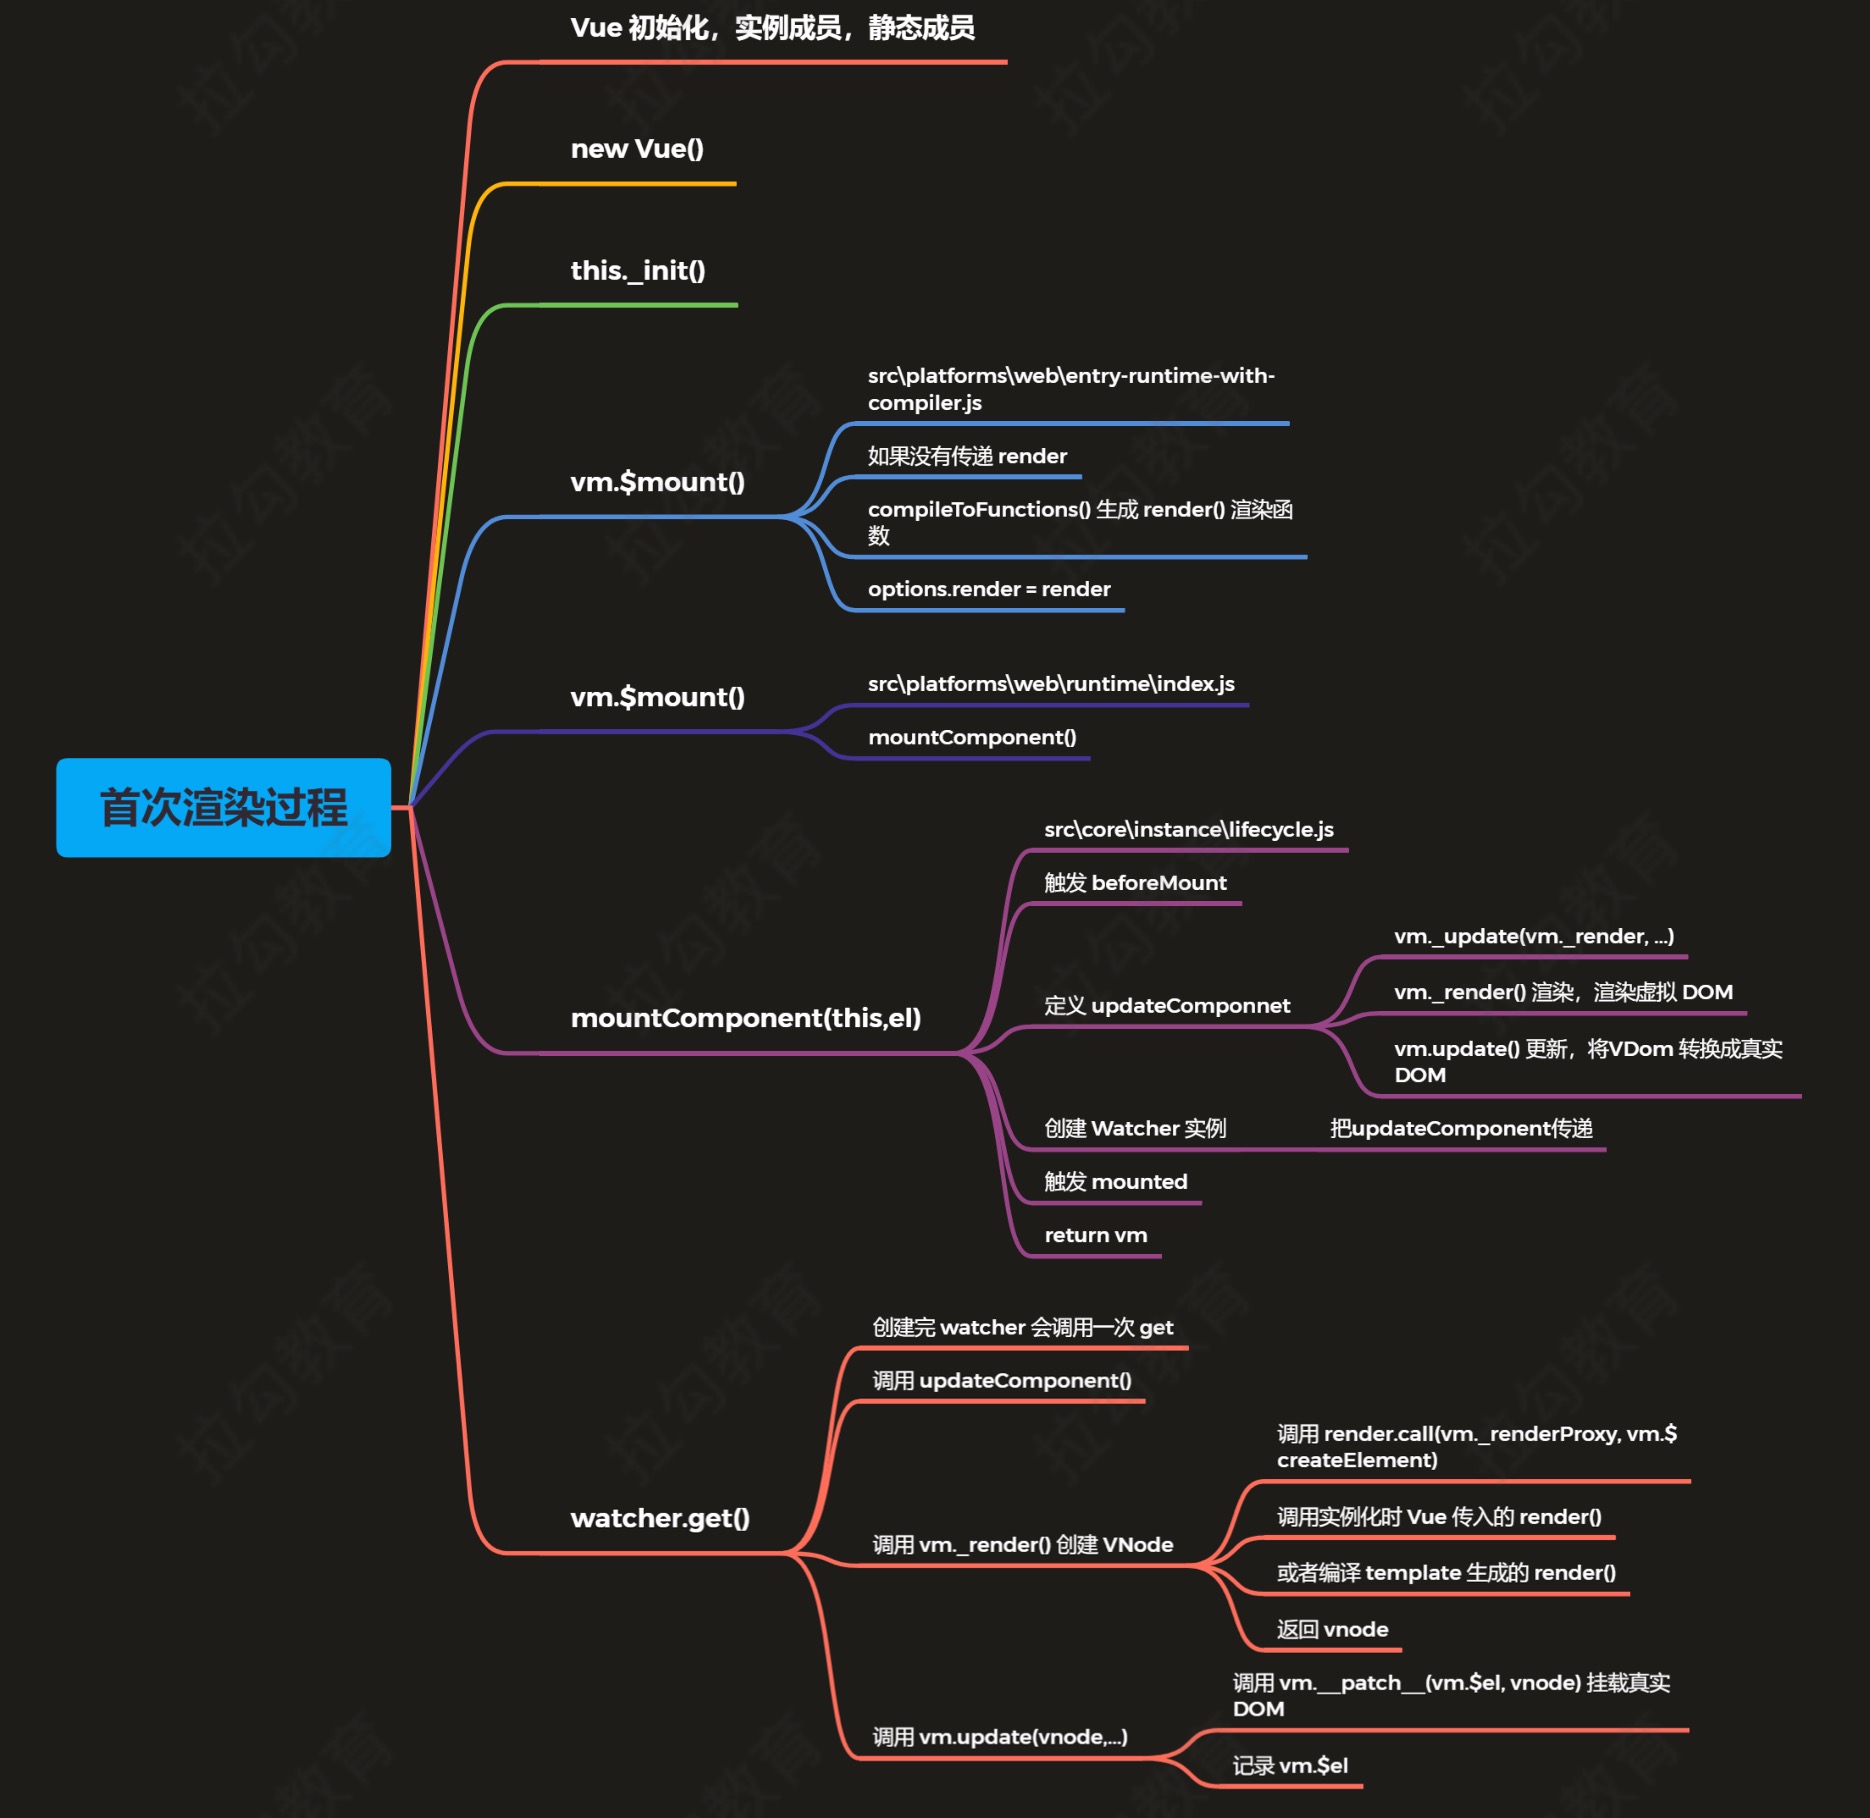 Vue 初始化，实例成员，静态成员
new Vue()
this._init()
vm.$mount()
src\platforms\web\entry-runtime-with-
compiler.js
如果没有传递 render
compileToFunctions() 生成 render() 渲染函
数
options.render = render
vm.$mount()
src\platforms\web\runtime\index.js
mountComponent()
首次渲染过程
mountComponent(this,el)
src\core\instance\lifecycle.js
触发 beforeMount
定义 updateComponnet
vm._update(vm._render, ...)
vm._render() 渲染，渲染虚拟 DOM
vm.update() 更新，将VDom 转换成真实
DOM
创建 Watcher 实例
把updateComponent传递
触发 mounted
return vm
watcher.get()
创建完 watcher 会调用一次 get
调用 updateComponent()
调用 vm._render() 创建 VNode
调用 render.call(vm._renderProxy, vm.$
createElement)
调用实例化时 Vue 传入的 render()
或者编译 template 生成的 render()
返回 vnode
调用 vm.update(vnode,...)
调用 vm.__patch__(vm.$el, vnode) 挂载真实
DOM
记录 vm.$el
拉勾教育